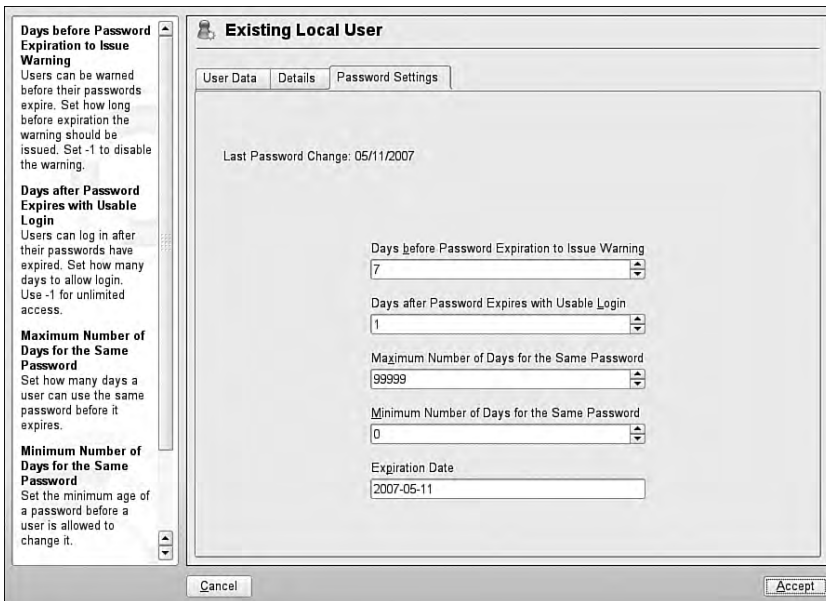 Days before Password
Expiration to Issue
Warning
Users can be warned
before their passwords
expire. Set how long
before expiration the
warning should be
issued. Set -1 to disable
the warning.
Days after Password
Expires with Usable
Login
Users can log in after
their passwords have
expired. Set how many
days to allow login.
Use -1 for unlimited
access.
Maximum Number of
Days for the Same
Password
Set how many days a
user can use the same
password before it
expires.
Minimum Number of
Days for the Same
Password
Set the minimum age of
a password before a
user is allowed to
change it.
Existing Local User
User Data Details Password Settings
Last Password Change: 05/11/2007
Days before Password Expiration to Issue Warning
7
Days after Password Expires with Usable Login
1
Maximum Number of Days for the Same Password
99999
Minimum Number of Days for the Same Password
0
Expiration Date
2007-05-11
Cancel Accept